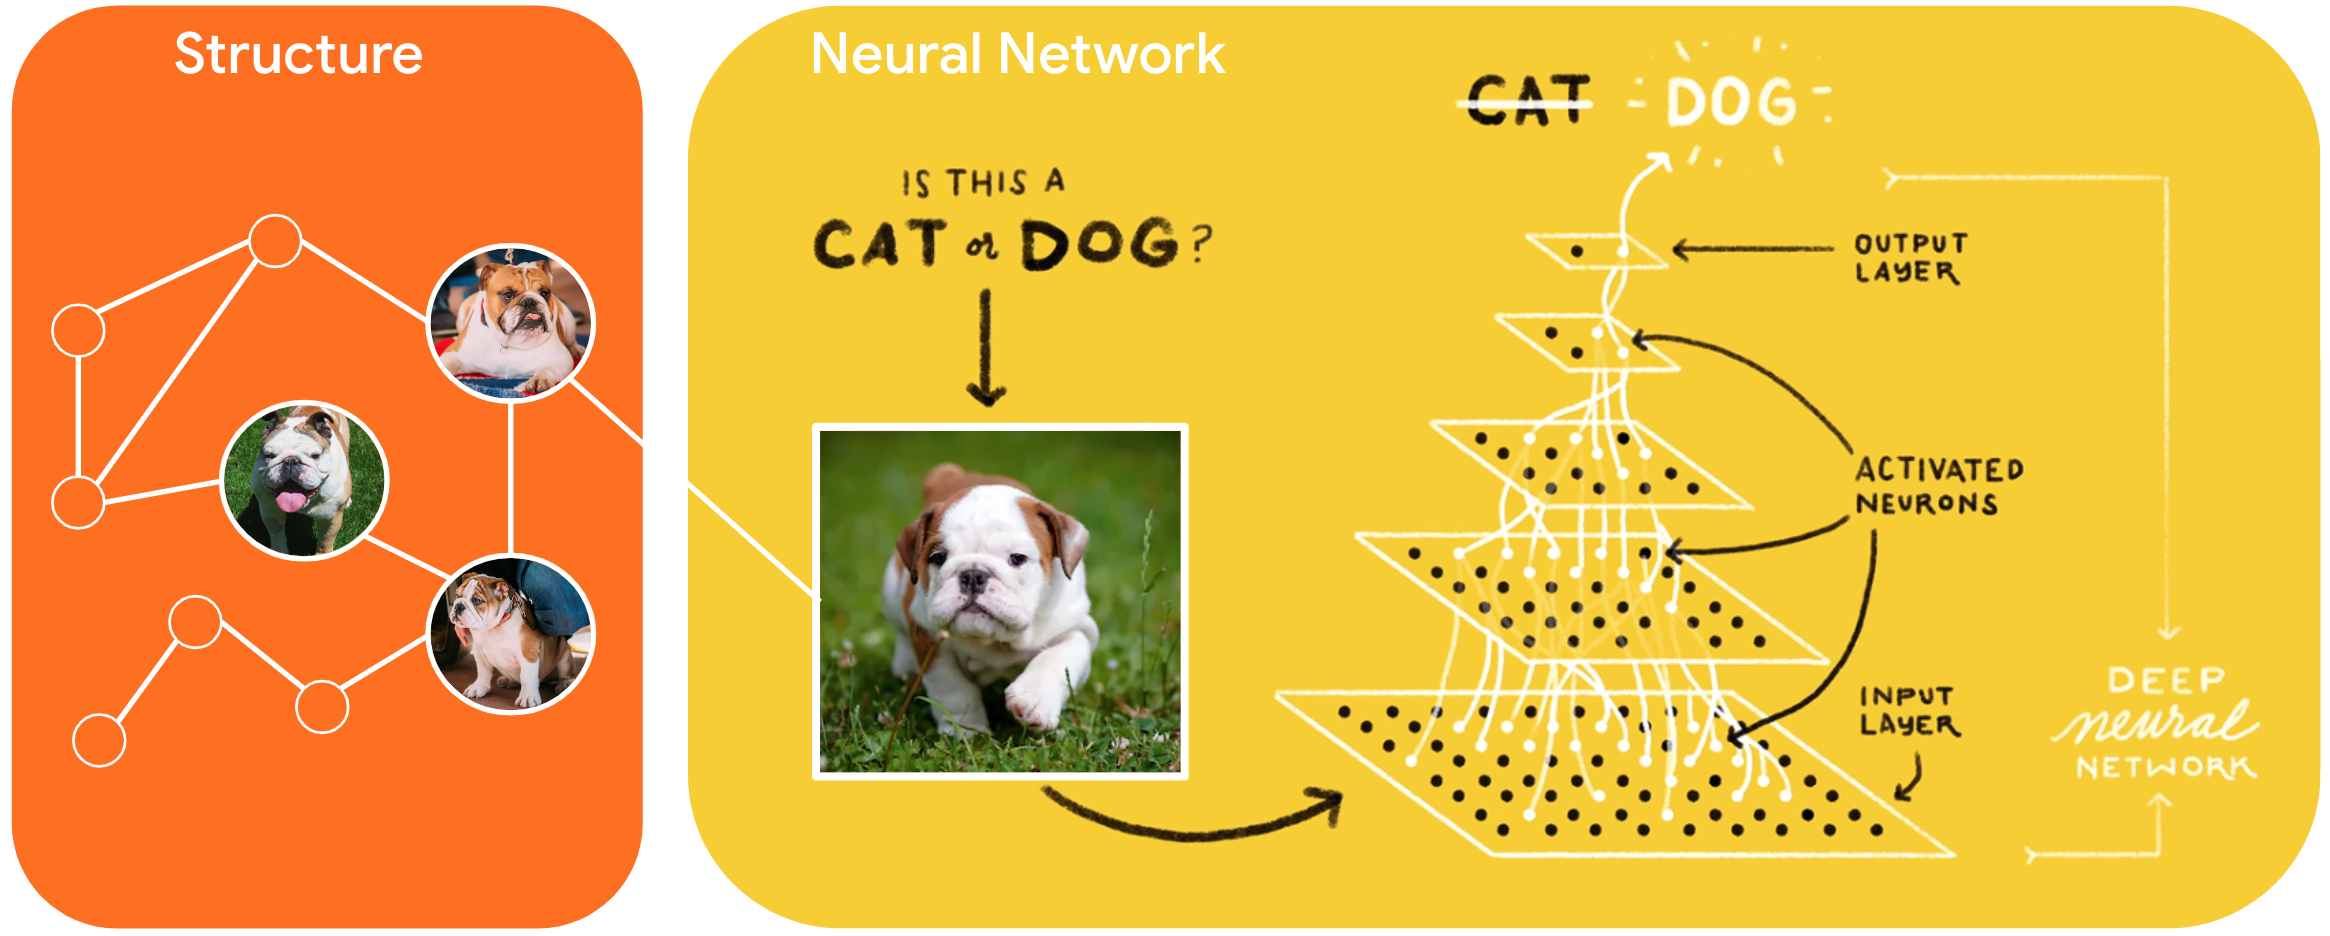 Structure
Neural Network
CAT DOG
IS THIS A
CAT or DOG?
OUTPUT
LAYER
ACTIVATED
NEURONS
INPUT
LAYER
DEEP
neural
NETWORK